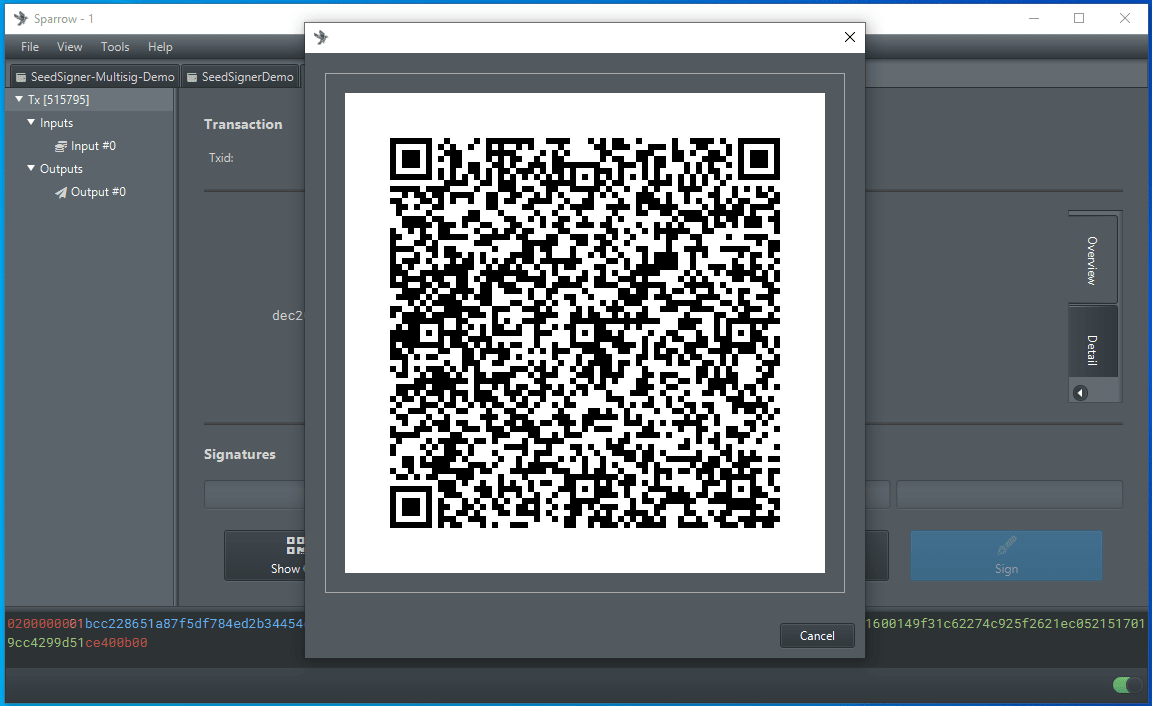 Sparrow - 1
File View Tools Help
SeedSigner-Multisig-Demo SeedSignerDemo
Tx [515795]
Inputs
Input #0
Outputs
Output #0
Transaction
Txid:
dec2
Overview
Detail
Signatures
Show
Sign
Cancel
0200000001bcc228651a87f5df784ed2b34454 1600149f31c62274c925f2621ec052151701
9cc4299d51ce400b00